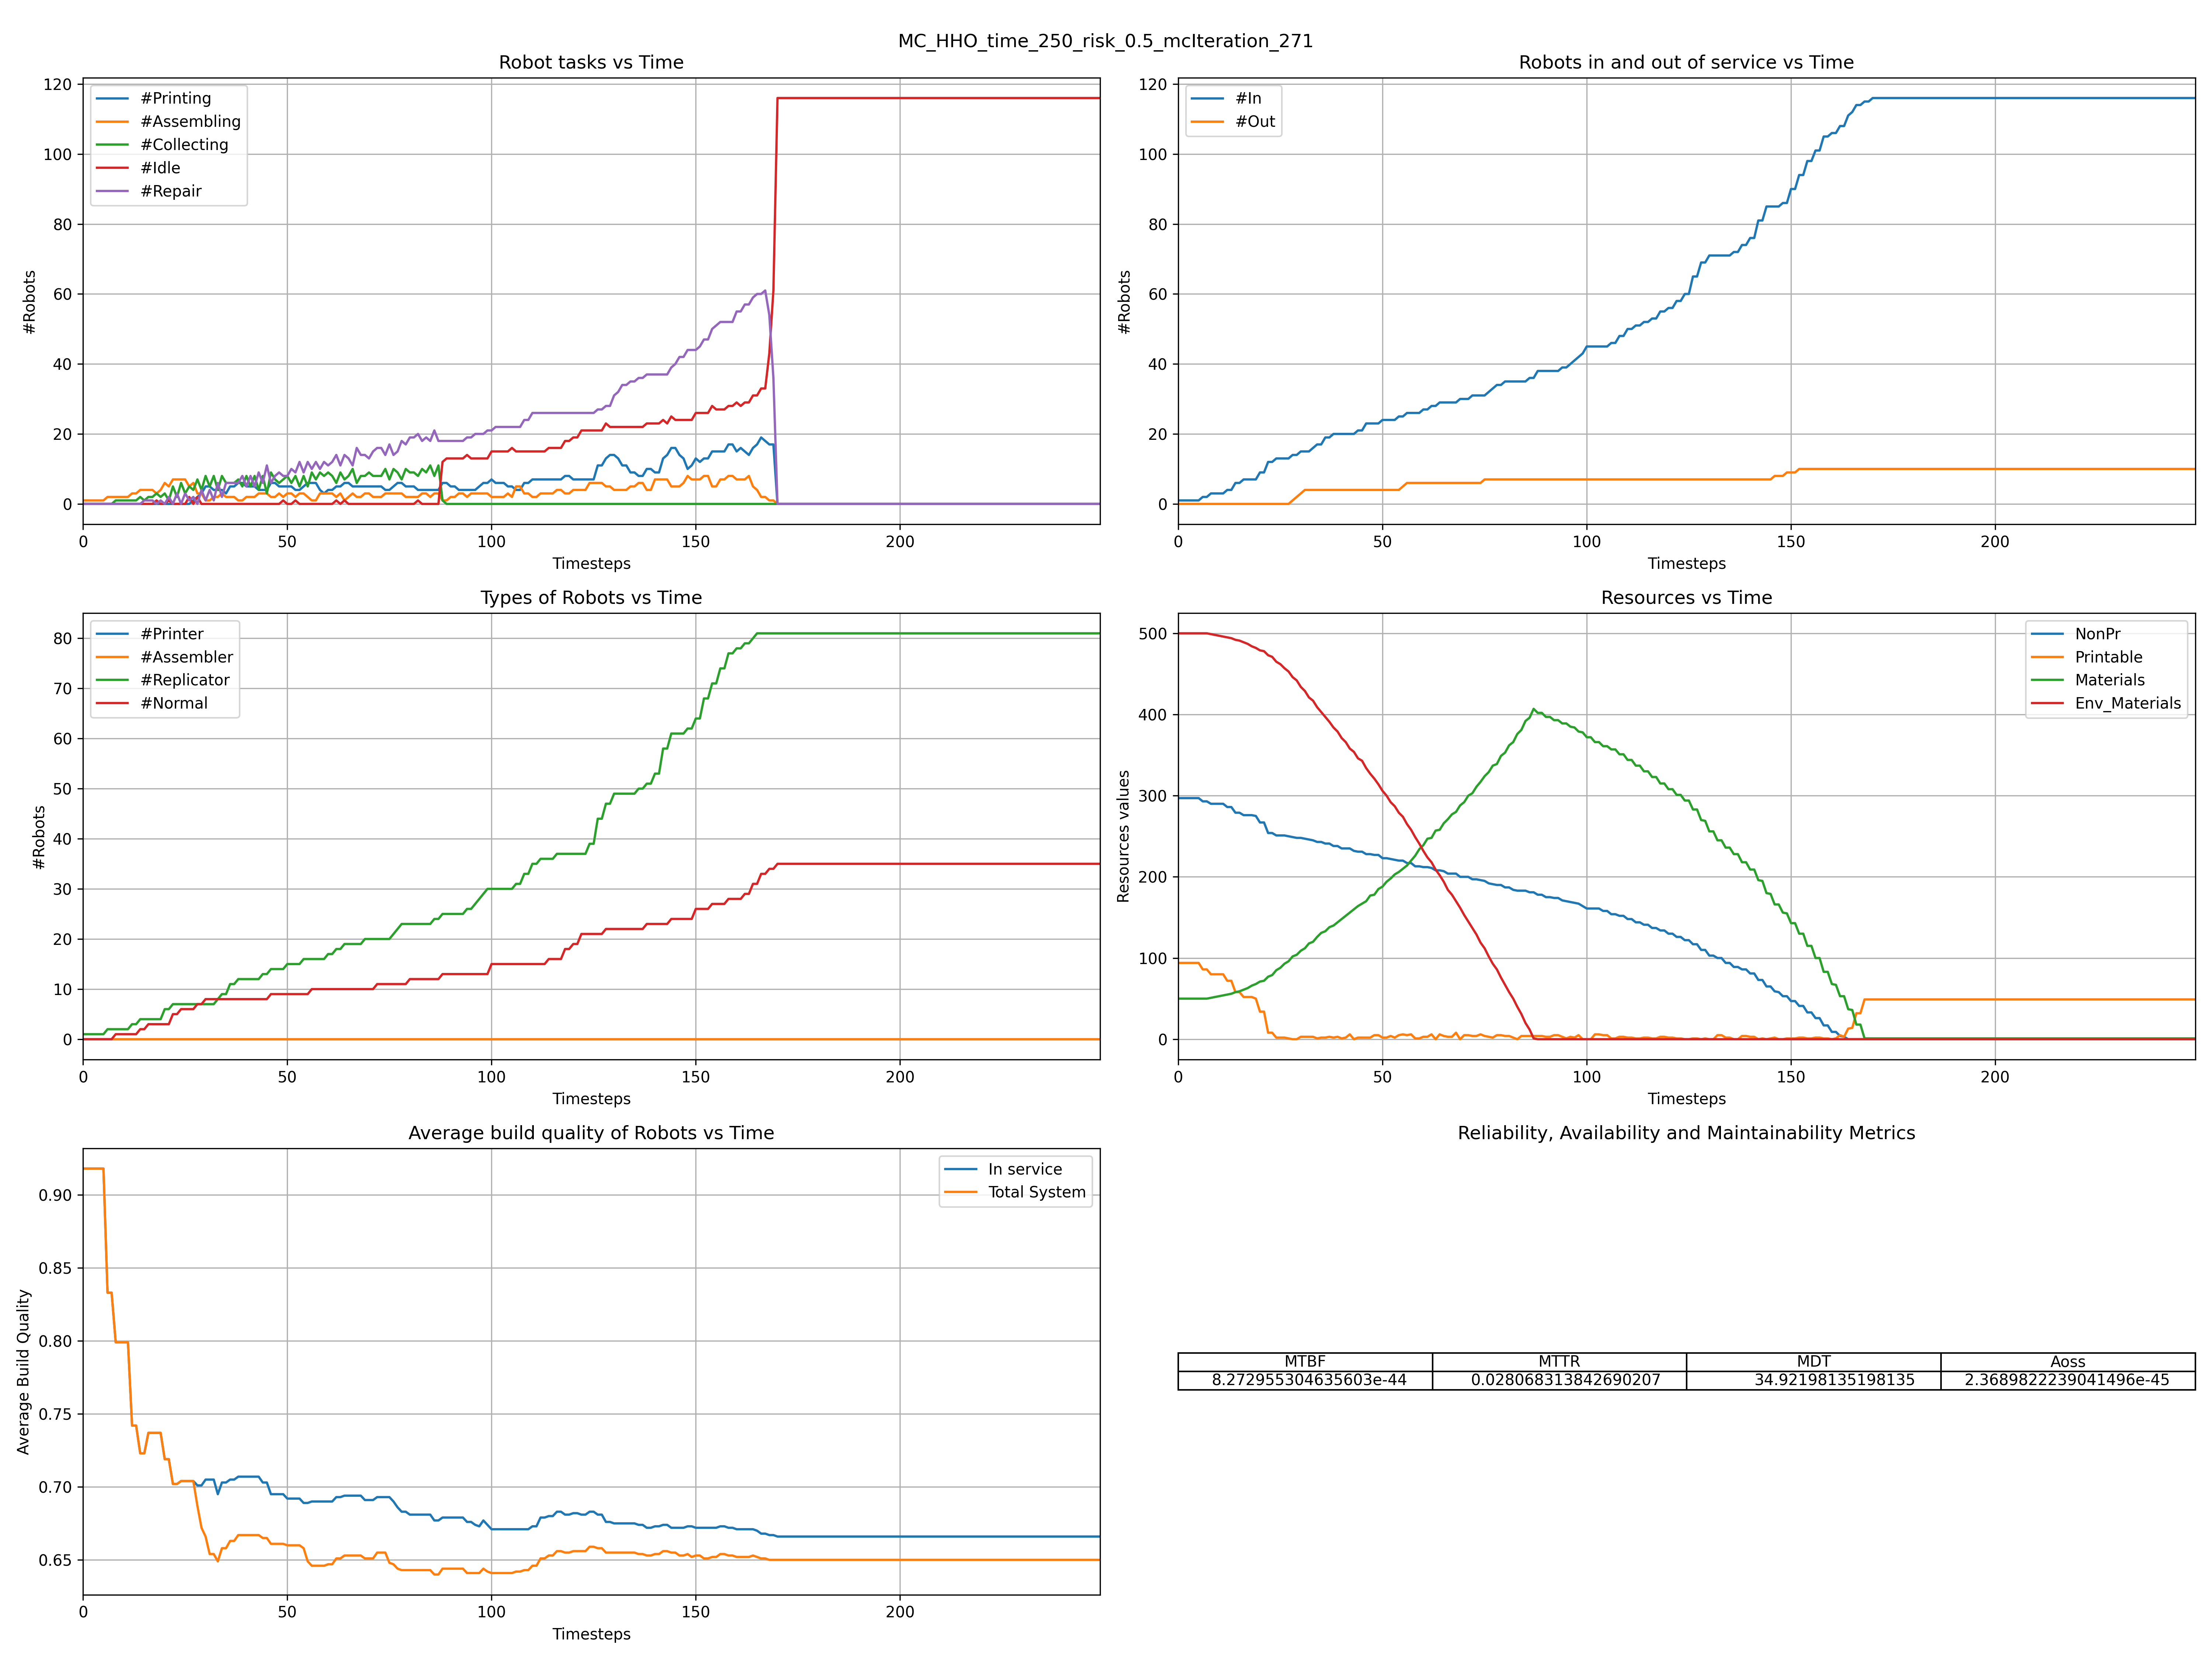 MC_HHO_time_250_risk_0.5_mcIteration_271
Robot tasks vs Time
120
100
80
60
40
20
0
#Robots
#Printing
#Assembling
#Collecting
#Idle
#Repair
0 50 100 150 200
Timesteps
Robots in and out of service vs Time
120
100
80
60
40
20
0
#Robots
#In
#Out
0 50 100 150 200
Timesteps
Types of Robots vs Time
80
70
60
50
40
30
20
10
0
#Robots
#Printer
#Assembler
#Replicator
#Normal
0 50 100 150 200
Timesteps
Resources vs Time
500
400
300
200
100
0
Resources values
NonPr
Printable
Materials
Env_Materials
0 50 100 150 200
Timesteps
Average build quality of Robots vs Time
0.90
0.85
0.80
0.75
0.70
0.65
Average Build Quality
In service
Total System
0 50 100 150 200
Timesteps
Reliability, Availability and Maintainability Metrics
MTBF MTTR MDT Aoss
8.272955304635603e-44 0.028068313842690207 34.92198135198135 2.3689822239041496e-45